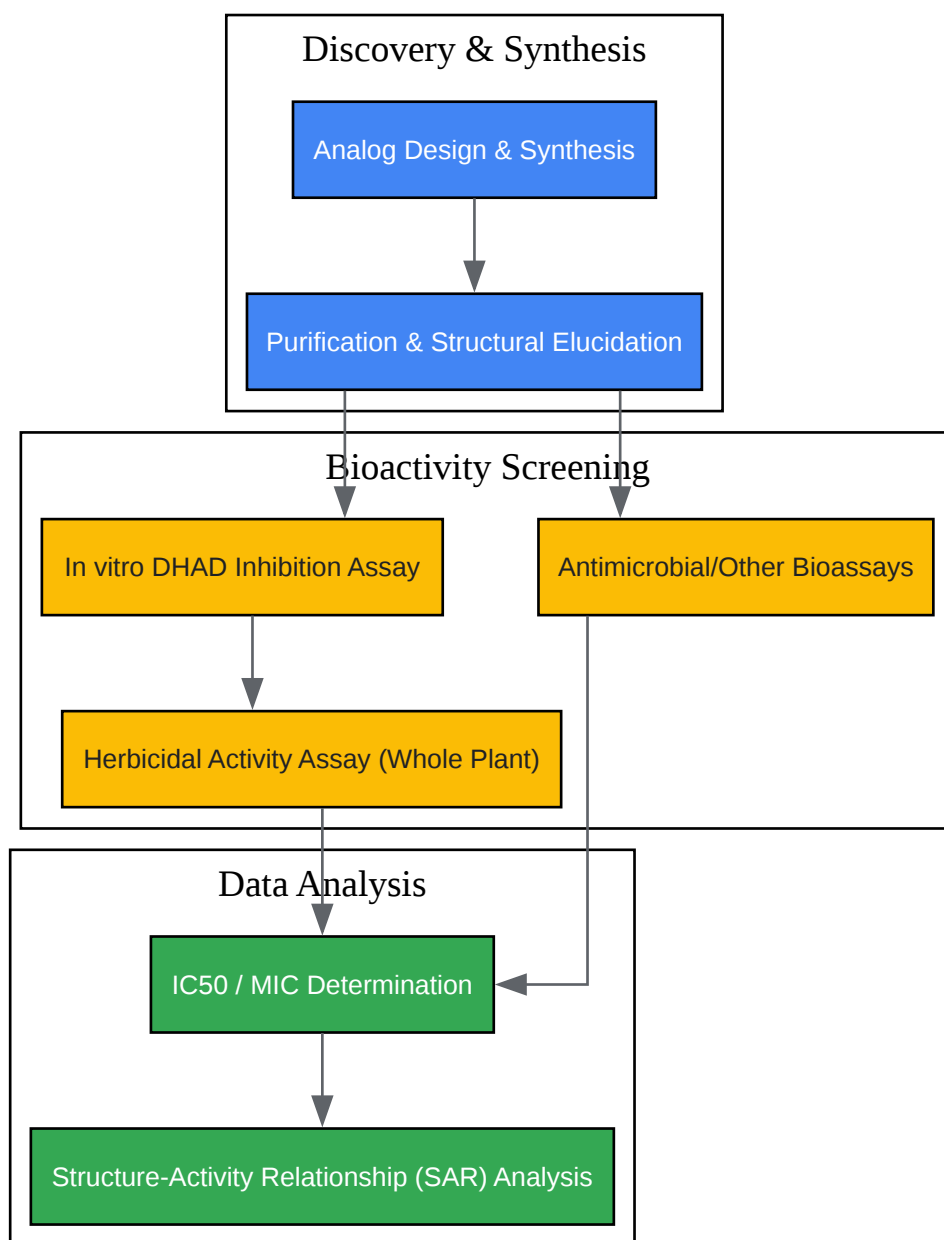 Discovery & Synthesis
Analog Design & Synthesis
Purification & Structural Elucidation
Bioactivity Screening
In vitro DHAD Inhibition Assay
Antimicrobial/Other Bioassays
Herbicidal Activity Assay (Whole Plant)
Data Analysis
IC50 / MIC Determination
Structure-Activity Relationship (SAR) Analysis